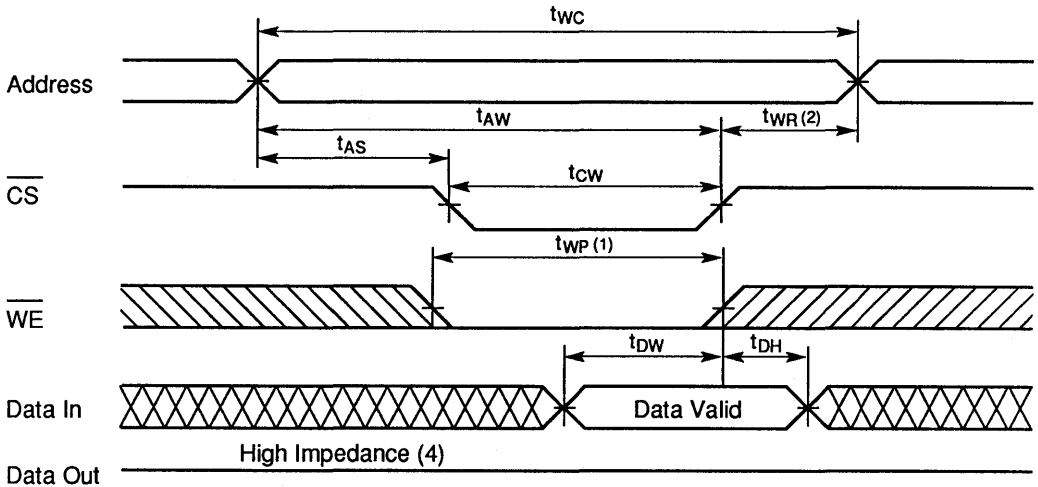 tWC
Address
tAW
tWR (2)
tAS
CS
tCW
tWP (1)
WE
tDW
tDH
Data In
Data Valid
High Impedance (4)
Data Out